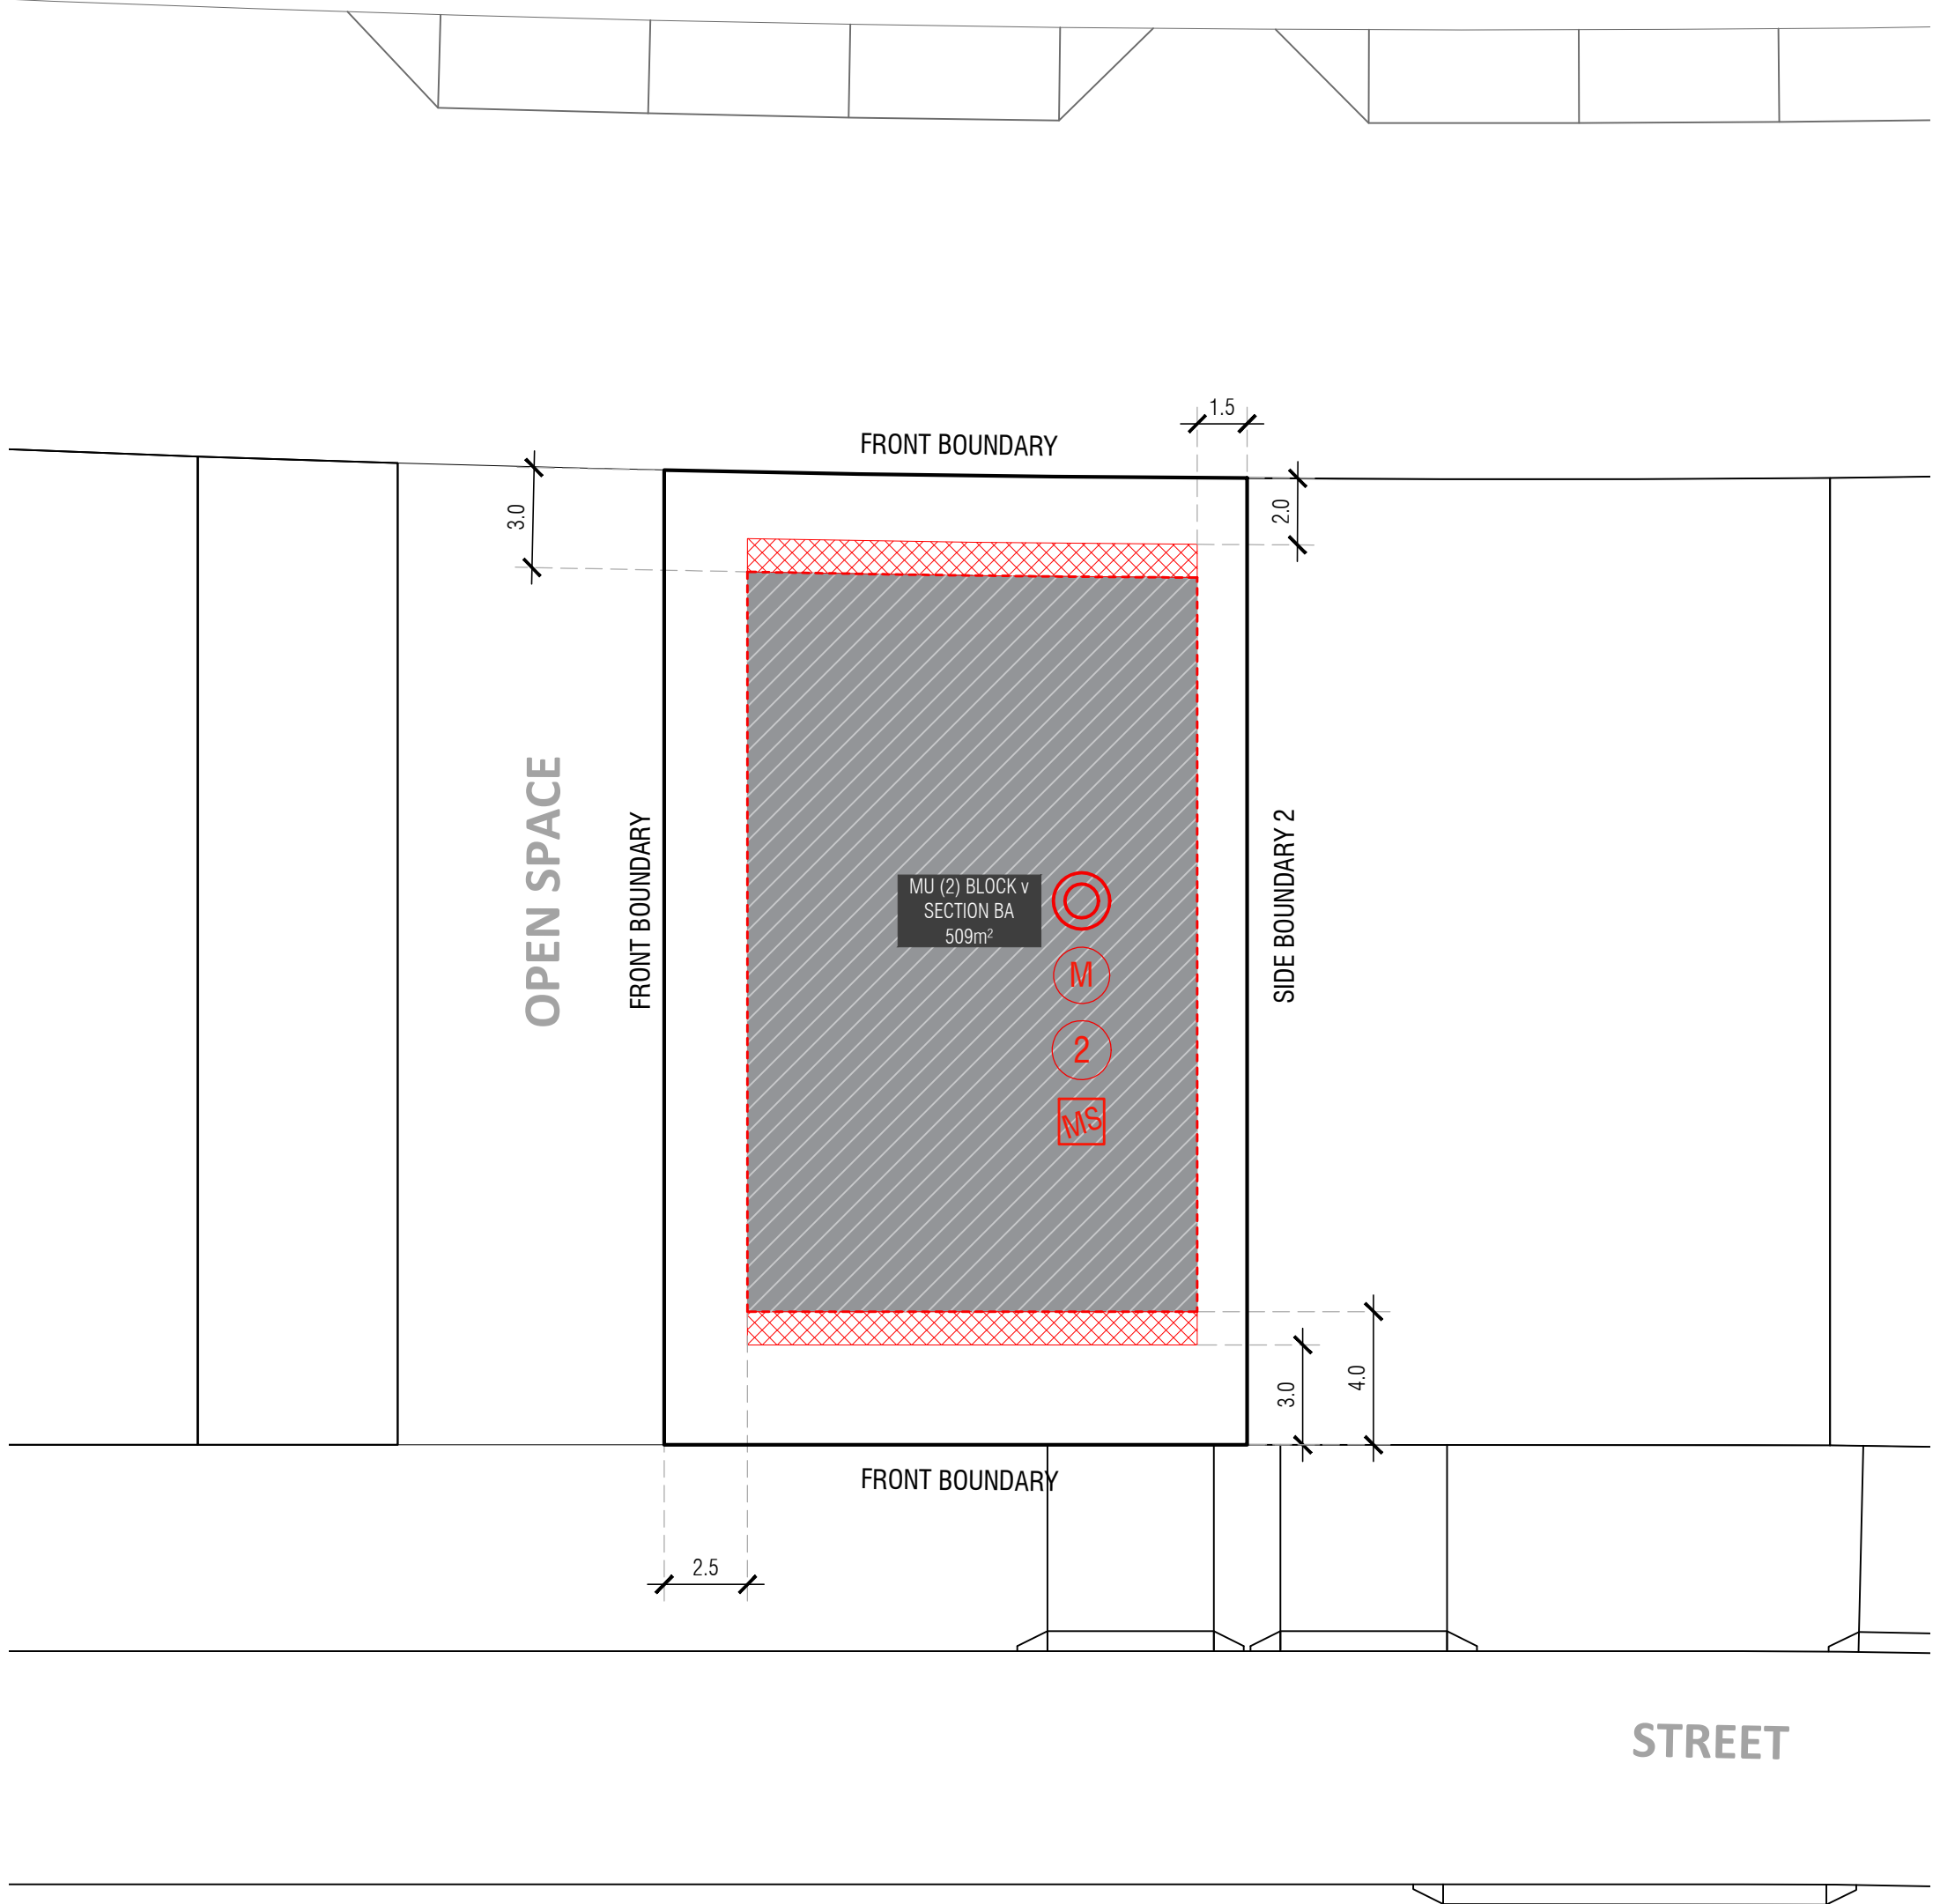 1.5
FRONT BOUNDARY
3.0
2.0
OPEN SPACE
FRONT BOUNDARY
SIDE BOUNDARY 2
MU (2) BLOCK v
SECTION BA
509m²
M
2
MS
3.0
4.0
FRONT BOUNDARY
2.5
STREET